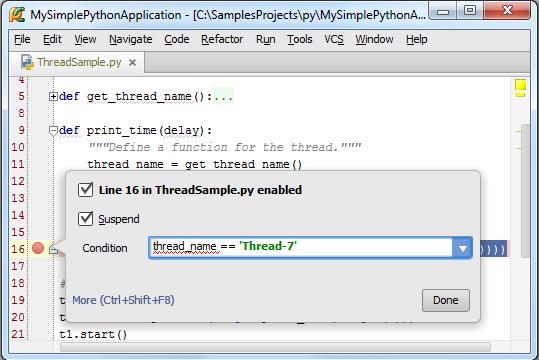 MySimplePythonApplication - [C:\SamplesProjects\py\MySimplePythonA
File Edit View Navigate Code Refactor Run Tools VCS Window Help
ThreadSample.py ×
4
5 def get_thread_name():...
8
9 def print_time(delay):
10 """Define a function for the thread."""
11 thread_name = get_thread_name()
12
13
14
15
16 ))))
17
18
19
20
21 t1.start()
Line 16 in ThreadSample.py enabled
Suspend
Condition thread_name == 'Thread-7'
More (Ctrl+Shift+F8) Done